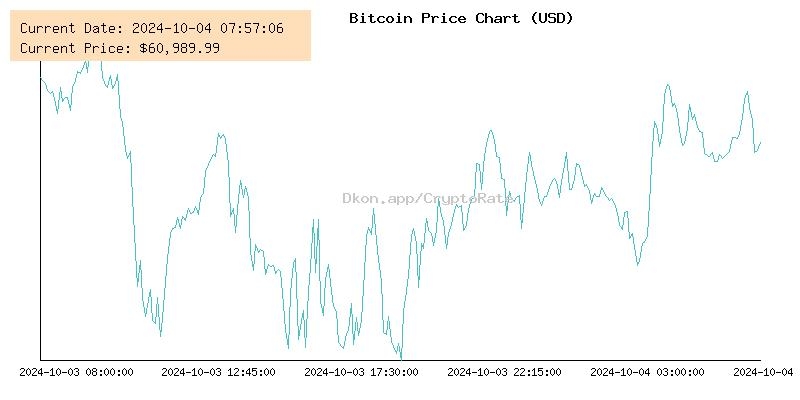 Bitcoin Price Chart (USD)
Current Date: 2024-10-04 07:57:06
Current Price: $60,989.99
Dkon.app/CryptoRate
2024-10-03 08:00:00 2024-10-03 12:45:00 2024-10-03 17:30:00 2024-10-03 22:15:00 2024-10-04 03:00:00 2024-10-04